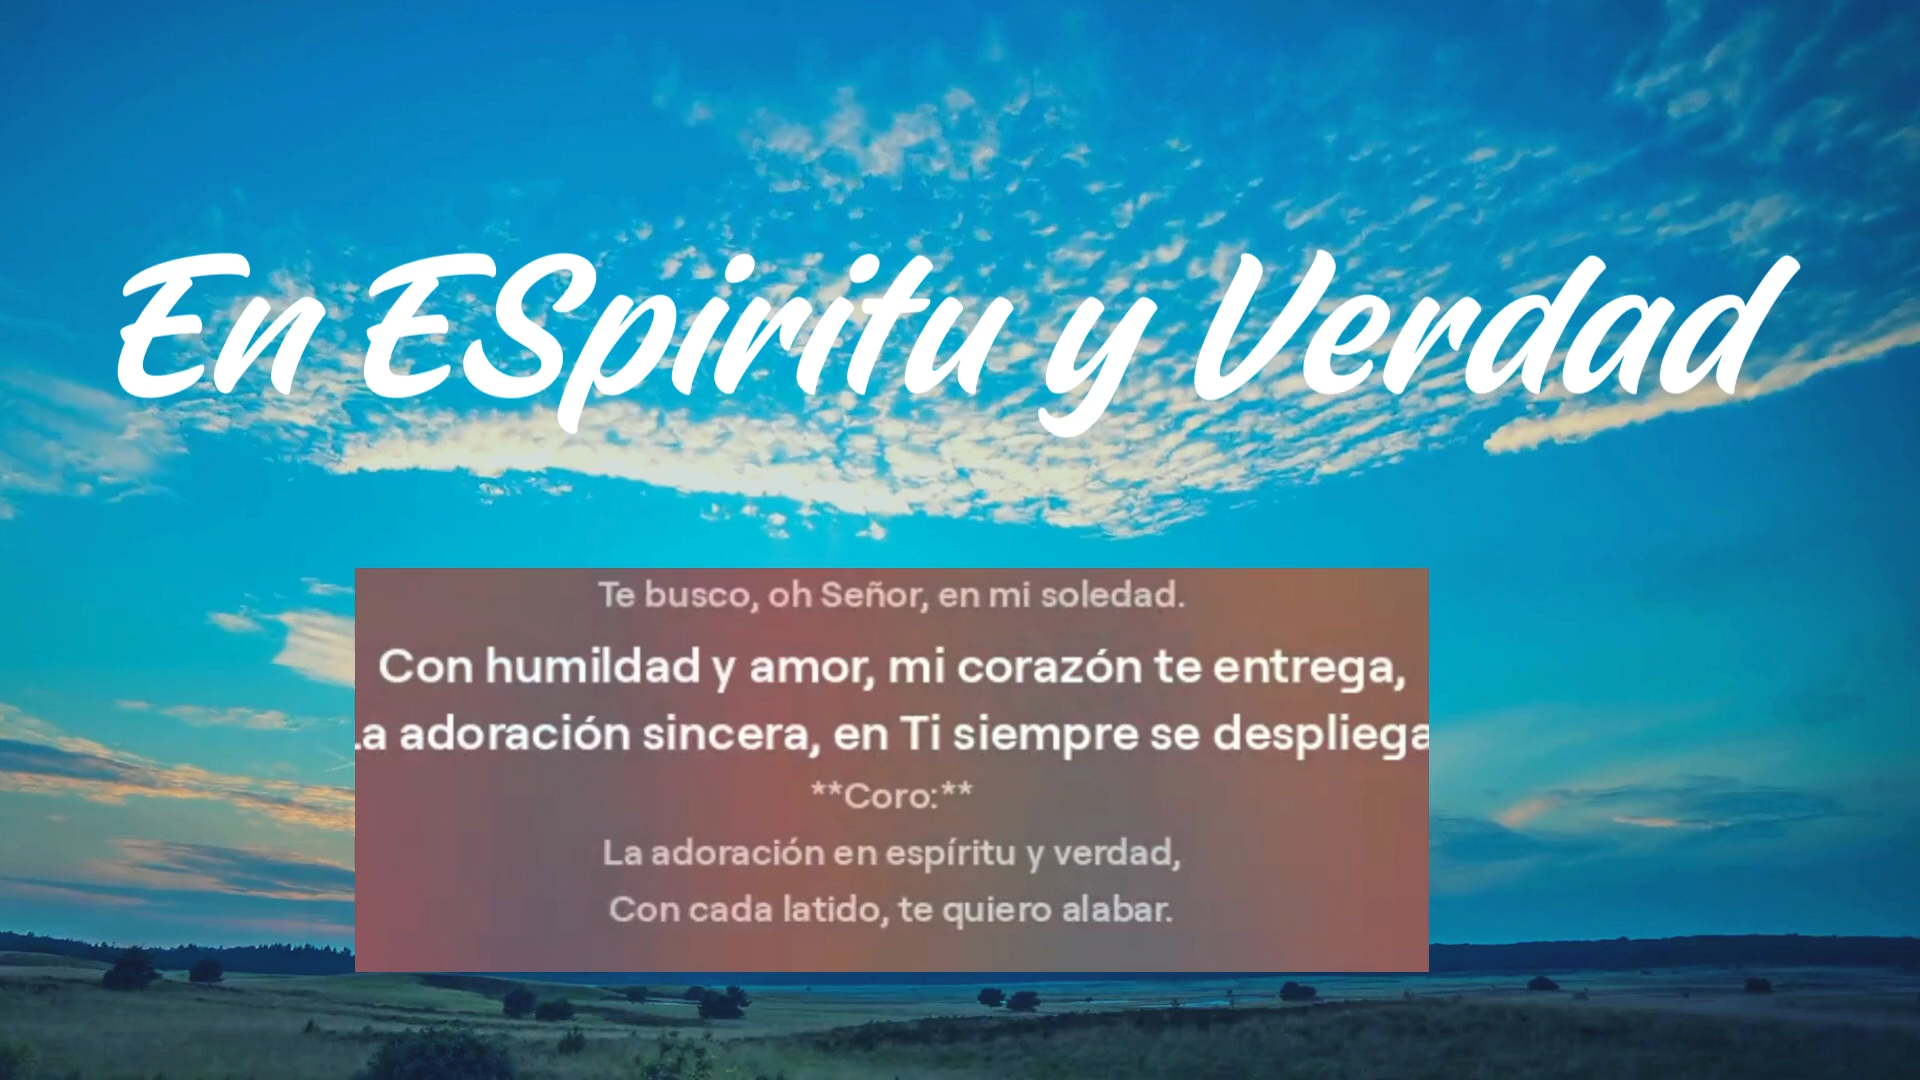 En ESpiritu y Verdad
Te busco, oh Señor, en mi soledad.
Con humildad y amor, mi corazón te entrega,
a adoración sincera, en Ti siempre se despliega
**Coro:**
La adoración en espíritu y verdad,
Con cada latido, te quiero alabar.